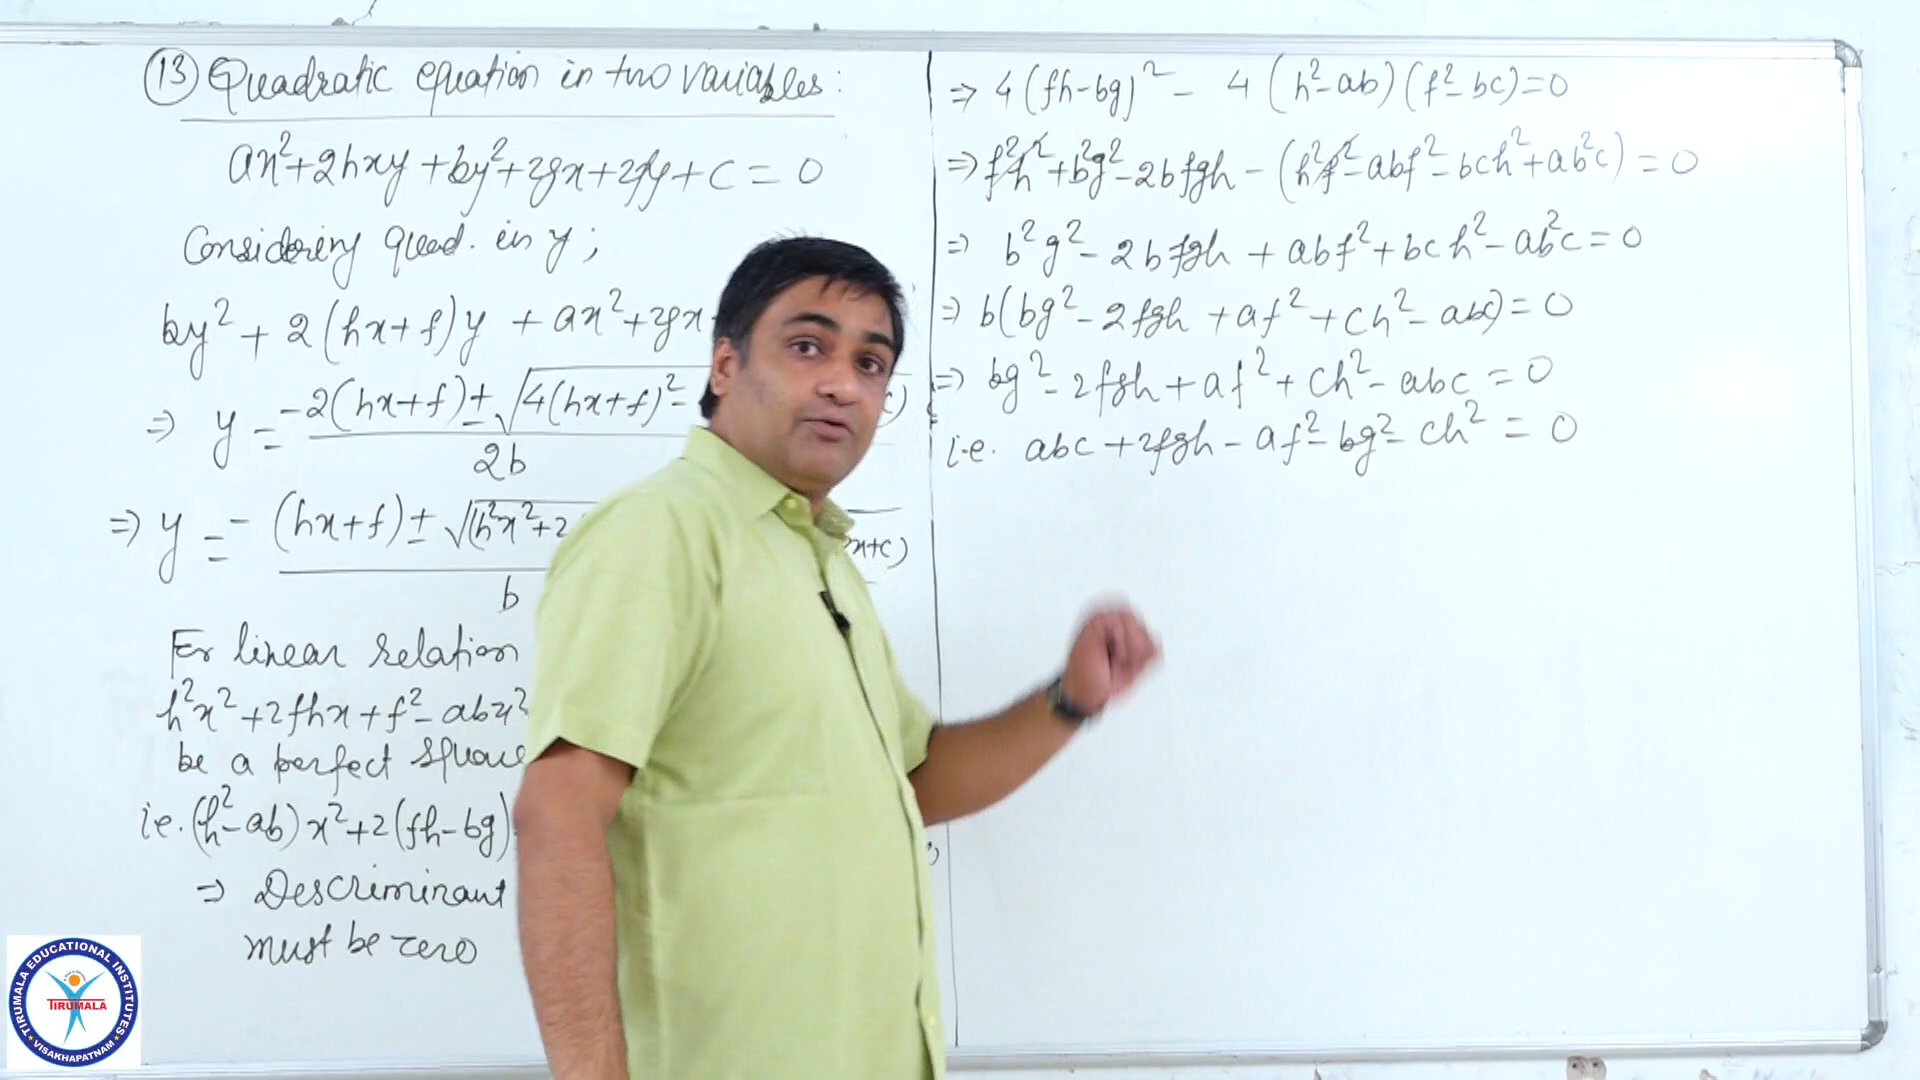 (13) Quadratic equation in two variables:
ax²+2hxy+by²+2gx+2fy+c=0
Considering quad. in y;
by²+2(hx+f)y+ax²+2gx
⇒ y = -2(hx+f)±√4(hx+f)²-
2b
⇒ y = -(hx+f)±√(h²x²+2 x+c)
b
For linear relation
h²x²+2fhx+f²-abx²
be a perfect square
i.e. (h²-ab)x²+2(fh-bg)
⇒ Descriminant
must be zero
⇒ 4(fh-bg)²-4(h²-ab)(f²-bc)=0
⇒ f²h²+b²g²-2bfgh-(h²f²-abf²-bch²+ab²c)=0
⇒ b²g²-2bfgh+abf²+bch²-ab²c=0
⇒ b(bg²-2fgh+af²+ch²-abc)=0
⇒ bg²-2fgh+af²+ch²-abc=0
i.e. abc+2fgh-af²-bg²-ch²=0
TIRUMALA EDUCATIONAL INSTITUTES
TIRUMALA
VISAKHAPATNAM